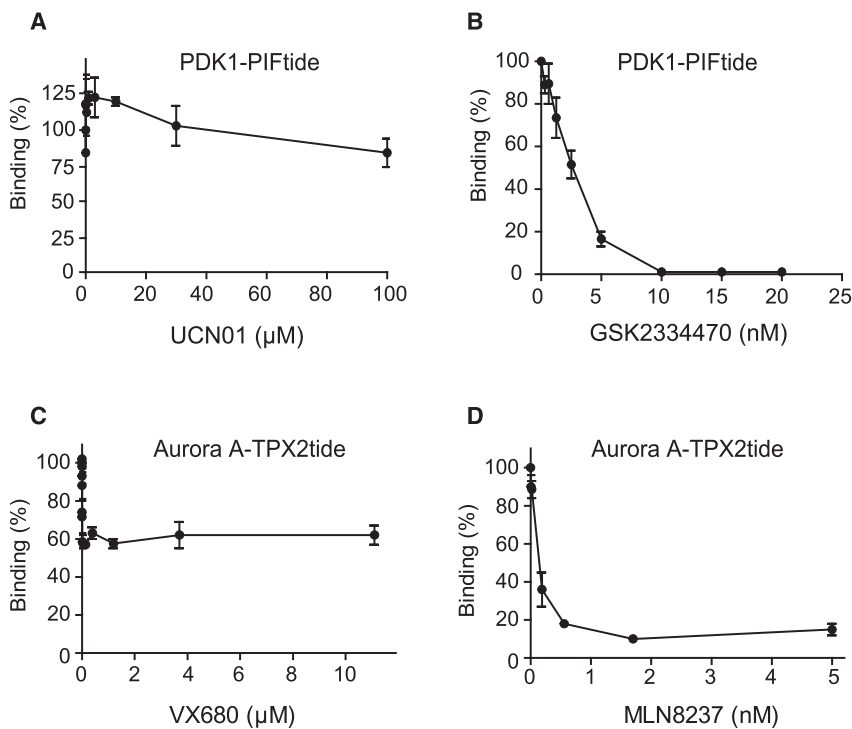 A
PDK1-PIFtide
Binding (%)
125
100
75
50
25
0
0 20 40 60 80 100
UCN01 (µM)
B
PDK1-PIFtide
Binding (%)
100
80
60
40
20
0
0 5 10 15 20 25
GSK2334470 (nM)
C
Aurora A-TPX2tide
Binding (%)
100
80
60
40
20
0
0 2 4 6 8 10
VX680 (µM)
D
Aurora A-TPX2tide
Binding (%)
100
80
60
40
20
0
0 1 2 3 4 5
MLN8237 (nM)